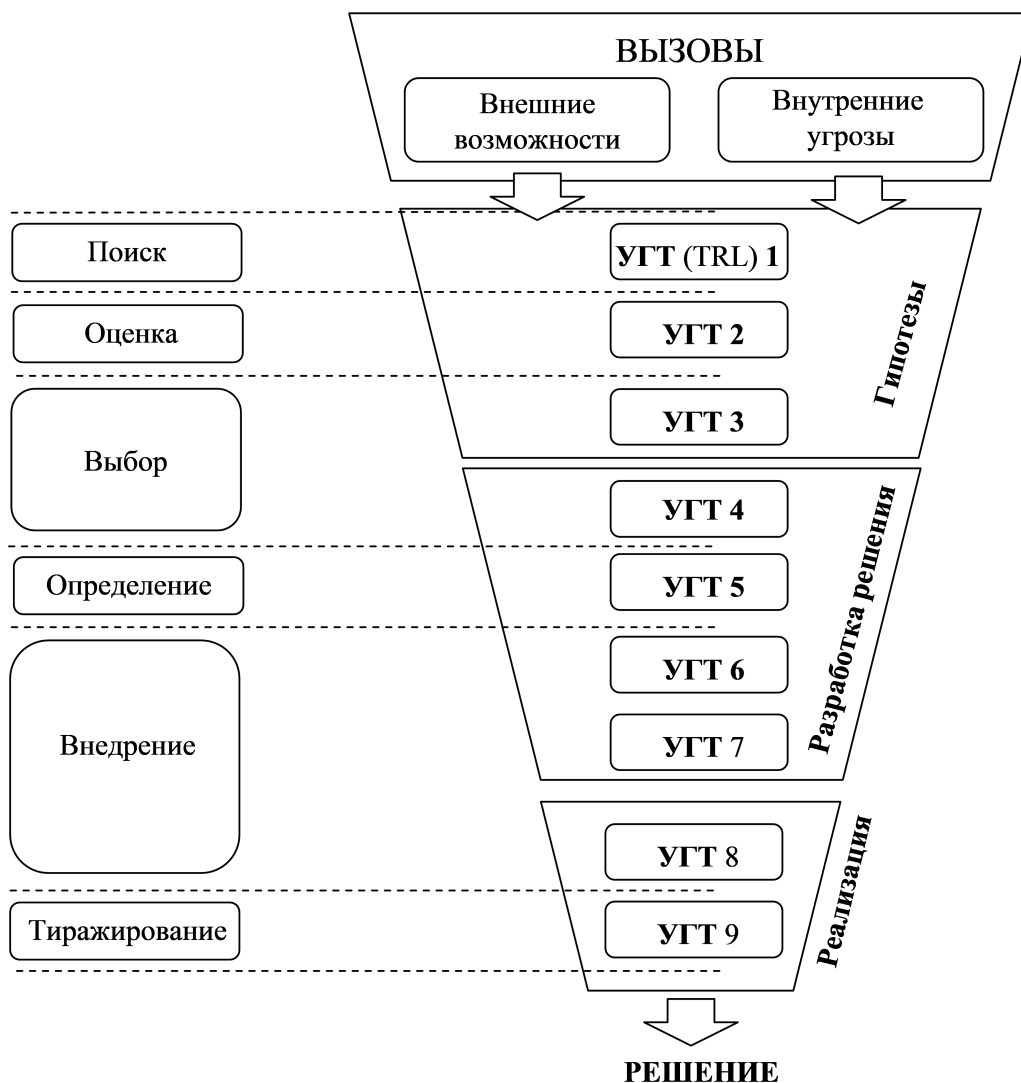 ВЫЗОВЫ
Внешние
возможности
Внутренние
угрозы
Поиск
УГТ (TRL) 1
Оценка
УГТ 2
Гипотезы
УГТ 3
Выбор
УГТ 4
Определение
УГТ 5
Разработка решения
УГТ 6
Внедрение
УГТ 7
УГТ 8
Реализация
Тиражирование
УГТ 9
РЕШЕНИЕ